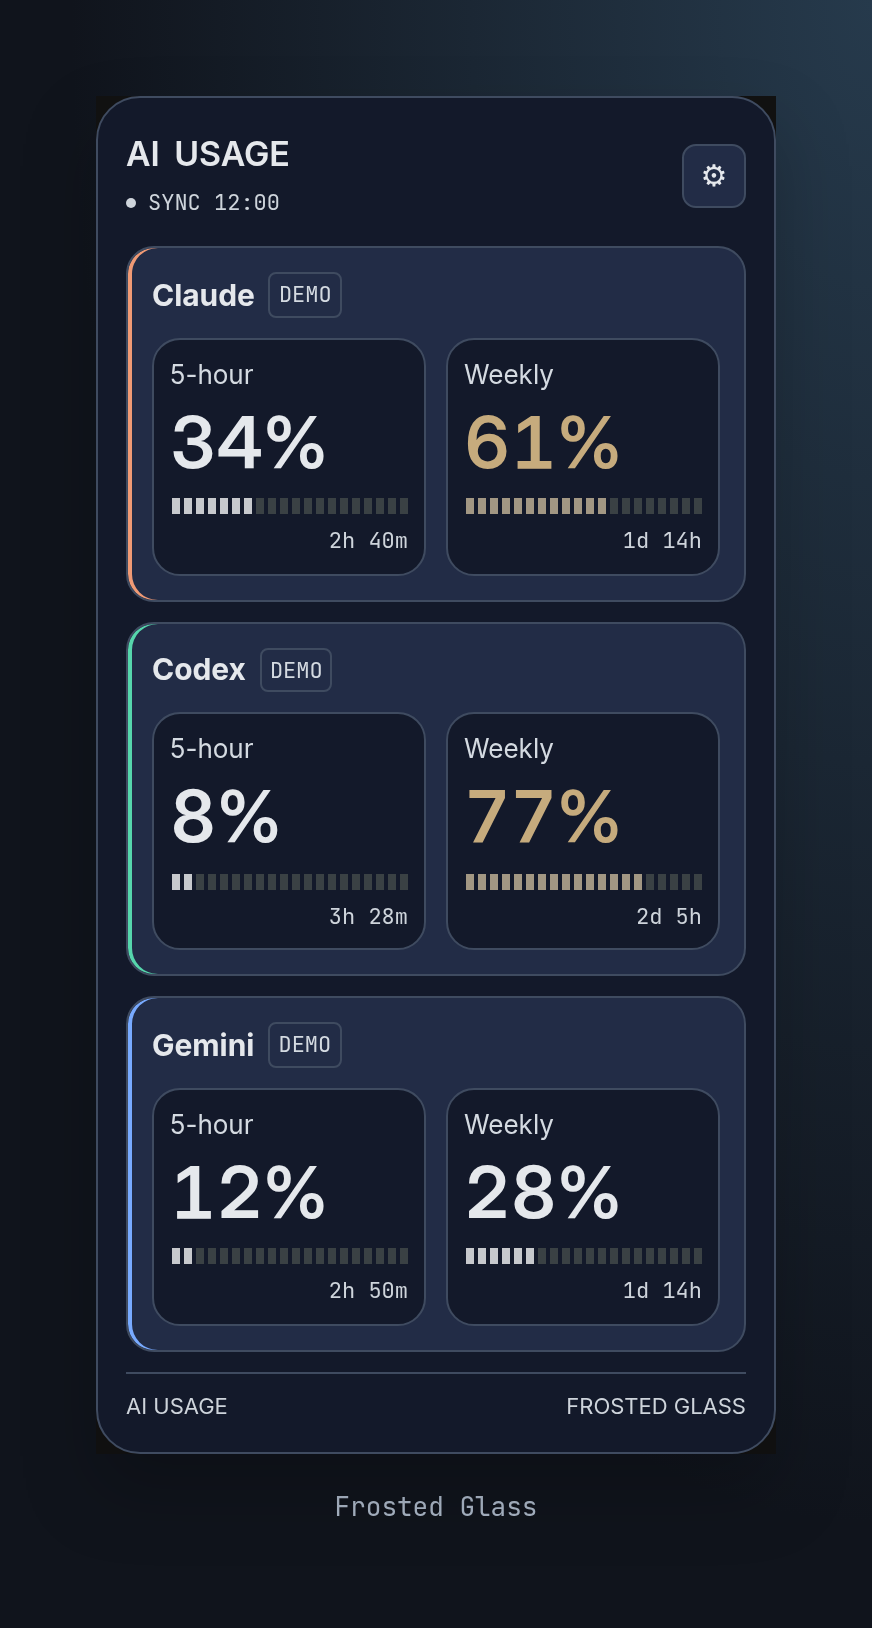 AI USAGE
SYNC 12:00
Claude DEMO
5-hour Weekly
34% 61%
2h 40m 1d 14h
Codex DEMO
5-hour Weekly
8% 77%
3h 28m 2d 5h
Gemini DEMO
5-hour Weekly
12% 28%
2h 50m 1d 14h
AI USAGE FROSTED GLASS
Frosted Glass